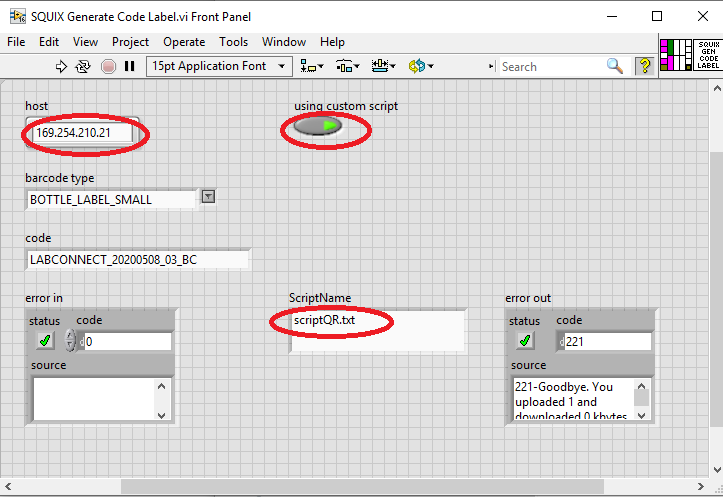 SQUIX Generate Code Label.vi Front Panel
File Edit View Project Operate Tools Window Help
15pt Application Font
Search
?
SQUIX
GEN
CODE
LABEL
host
169.254.210.21
using custom script
barcode type
BOTTLE_LABEL_SMALL
code
LABCONNECT_20200508_03_BC
error in
status code
d0
source
ScriptName
scriptQR.txt
error out
status code
d221
source
221-Goodbye. You
uploaded 1 and
downloaded 0 kbytes